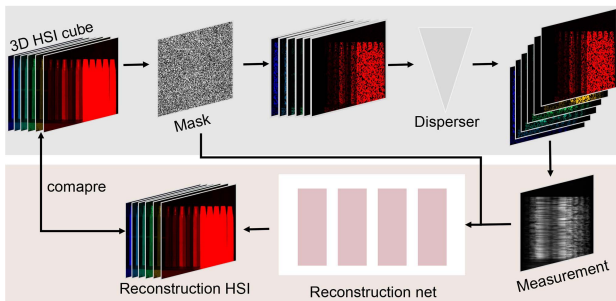 3D HSI cube
Mask
Disperser
comapre
Reconstruction HSI
Reconstruction net
Measurement